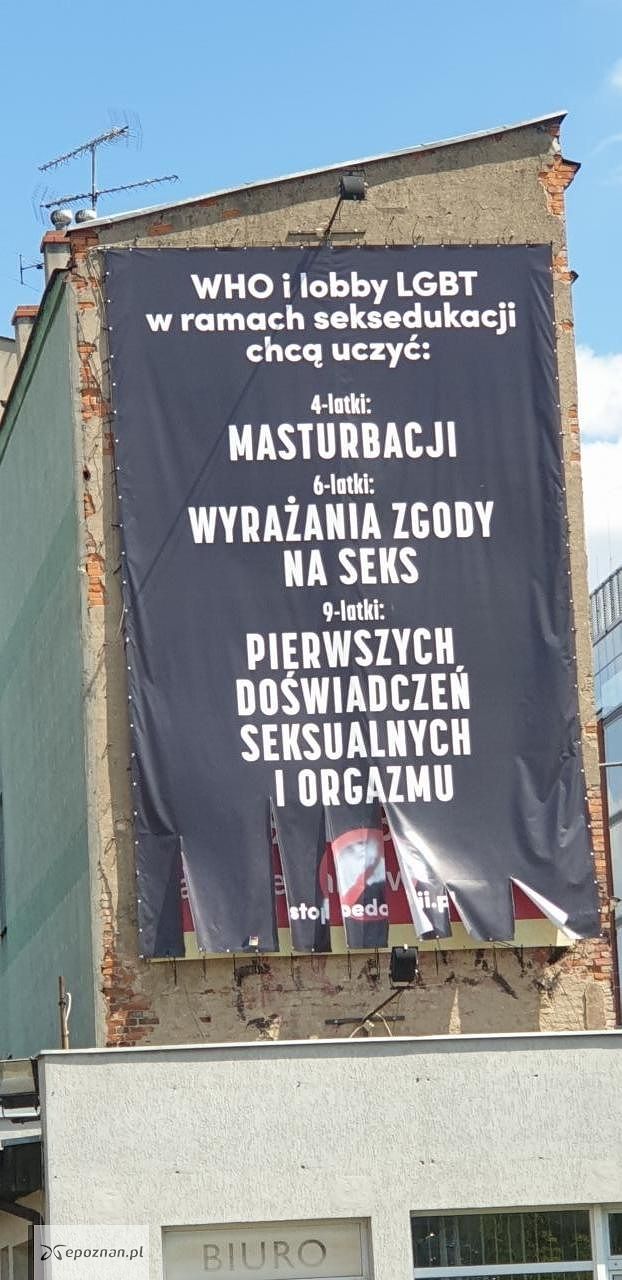 WHO i lobby LGBT
w ramach seksedukacji
chcą uczyć:
4-latki:
MASTURBACJI
6-latki:
WYRAŻANIA ZGODY
NA SEKS
9-latki:
PIERWSZYCH
DOŚWIADCZEŃ
SEKSUALNYCH
I ORGAZMU
BIURO
epoznan.pl